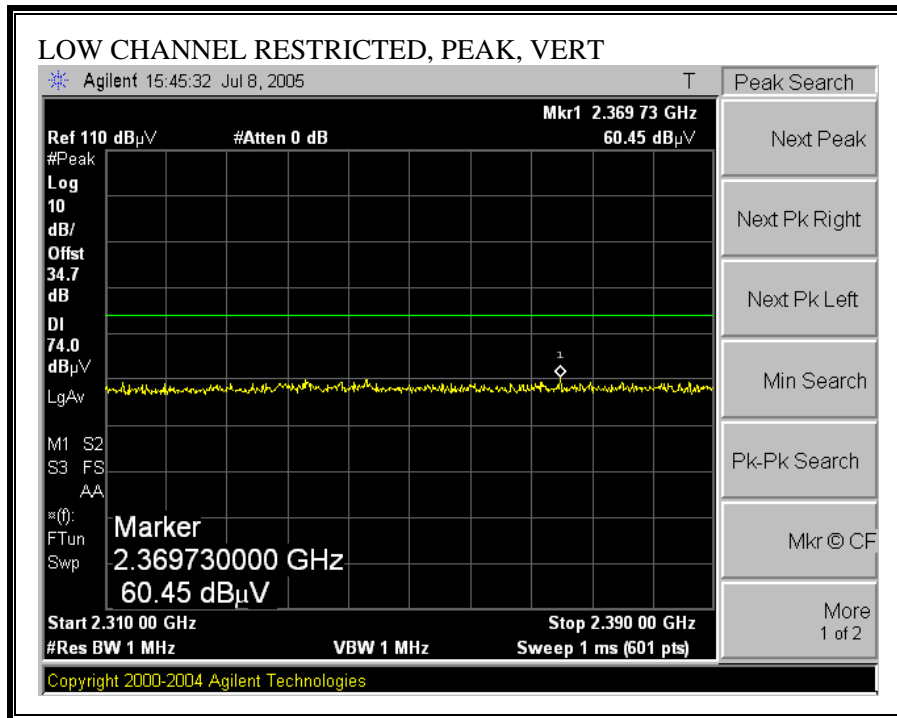 LOW CHANNEL RESTRICTED, PEAK, VERT
Agilent 15:45:32 Jul 8, 2005 T
Peak Search
Mkr1 2.369 73 GHz
Ref 110 dBµV #Atten 0 dB 60.45 dBµV
Next Peak
#Peak
Log
10
dB/
Next Pk Right
Offst
34.7
dB
Next Pk Left
DI
74.0
dBµV
1
Min Search
LgAv
M1 S2
S3 FS
AA
Pk-Pk Search
¤(f):
FTun
Swp
Marker
2.369730000 GHz
60.45 dBµV
Mkr © CF
Start 2.310 00 GHz Stop 2.390 00 GHz
#Res BW 1 MHz VBW 1 MHz Sweep 1 ms (601 pts)
More
1 of 2
Copyright 2000-2004 Agilent Technologies